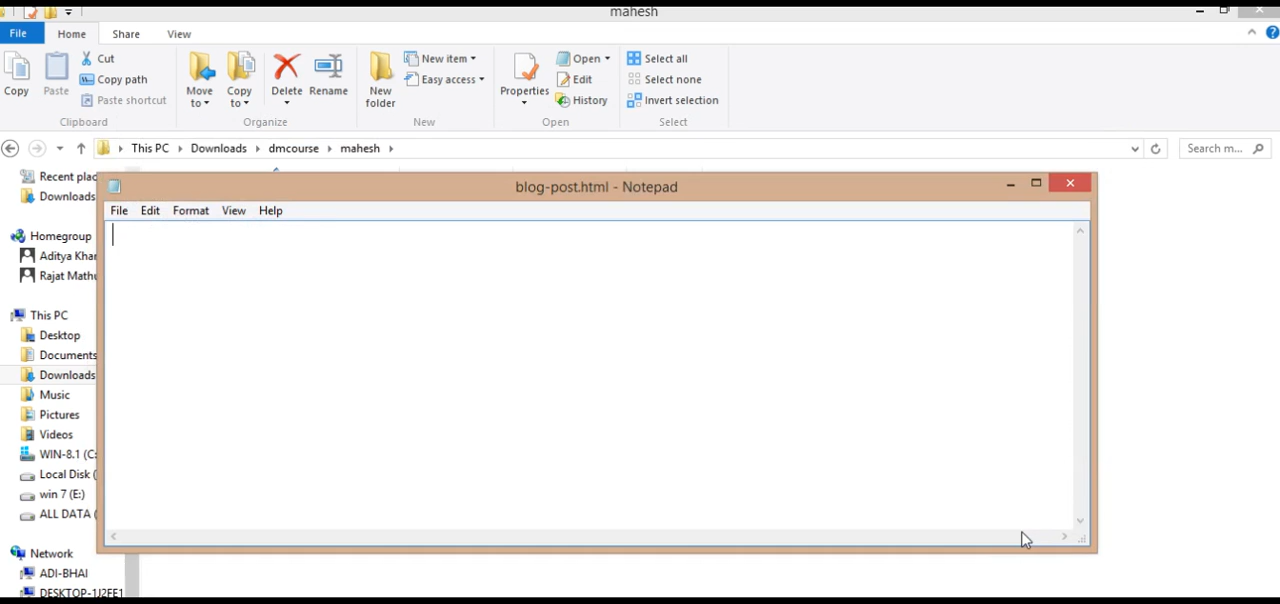 mahesh
File Home Share View
Copy
Paste
Cut
Copy path
Paste shortcut
Move to
Copy to
Delete
Rename
New folder
New item
Easy access
Properties
Open
Edit
History
Select all
Select none
Invert selection
Clipboard Organize New Open Select
This PC Downloads dmcourse mahesh
Search m...
Recent plac
Downloads
Homegroup
Aditya Khar
Rajat Mathu
This PC
Desktop
Documents
Downloads
Music
Pictures
Videos
WIN-8.1 (C:
Local Disk (
win 7 (E:)
ALL DATA (
Network
ADI-BHAI
DESKTOP-1J2FE1
blog-post.html - Notepad
File Edit Format View Help